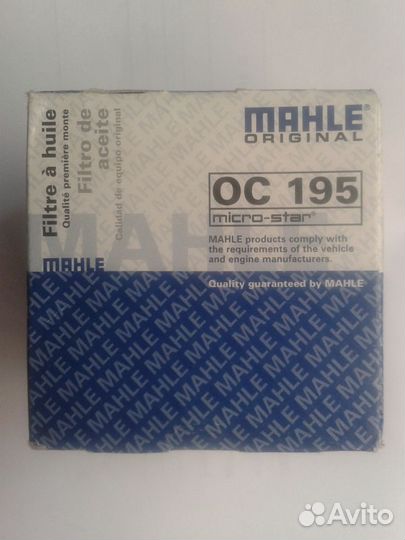 MAHLE®
ORIGINAL
OC 195
micro-star®
MAHLE products comply with
the requirements of the vehicle
and engine manufacturers.
Quality guaranteed by MAHLE
Filtre à huile
Qualité première monte
Filtro de
aceite
Calidad de equipo original
MAHLE
MAHLE
Avito